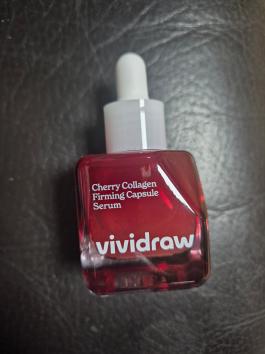 Cherry Collagen
Firming Capsule
Serum
vividraw